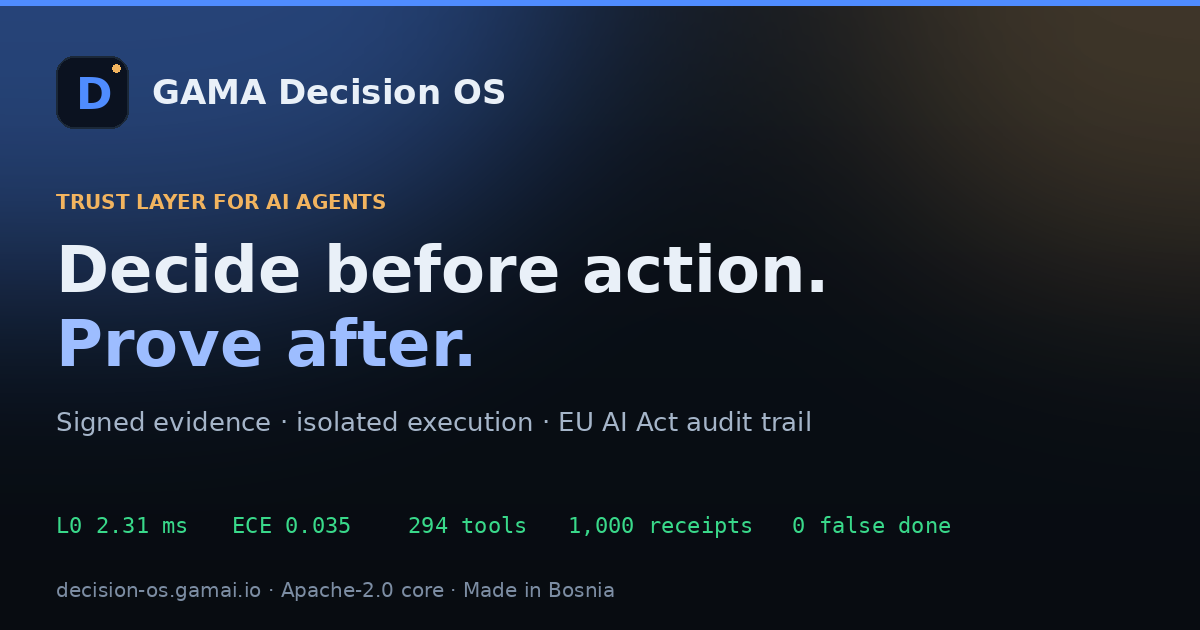 D
GAMA Decision OS
TRUST LAYER FOR AI AGENTS
Decide before action.
Prove after.
Signed evidence · isolated execution · EU AI Act audit trail
L0 2.31 ms ECE 0.035 294 tools 1,000 receipts 0 false done
decision-os.gamai.io · Apache-2.0 core · Made in Bosnia